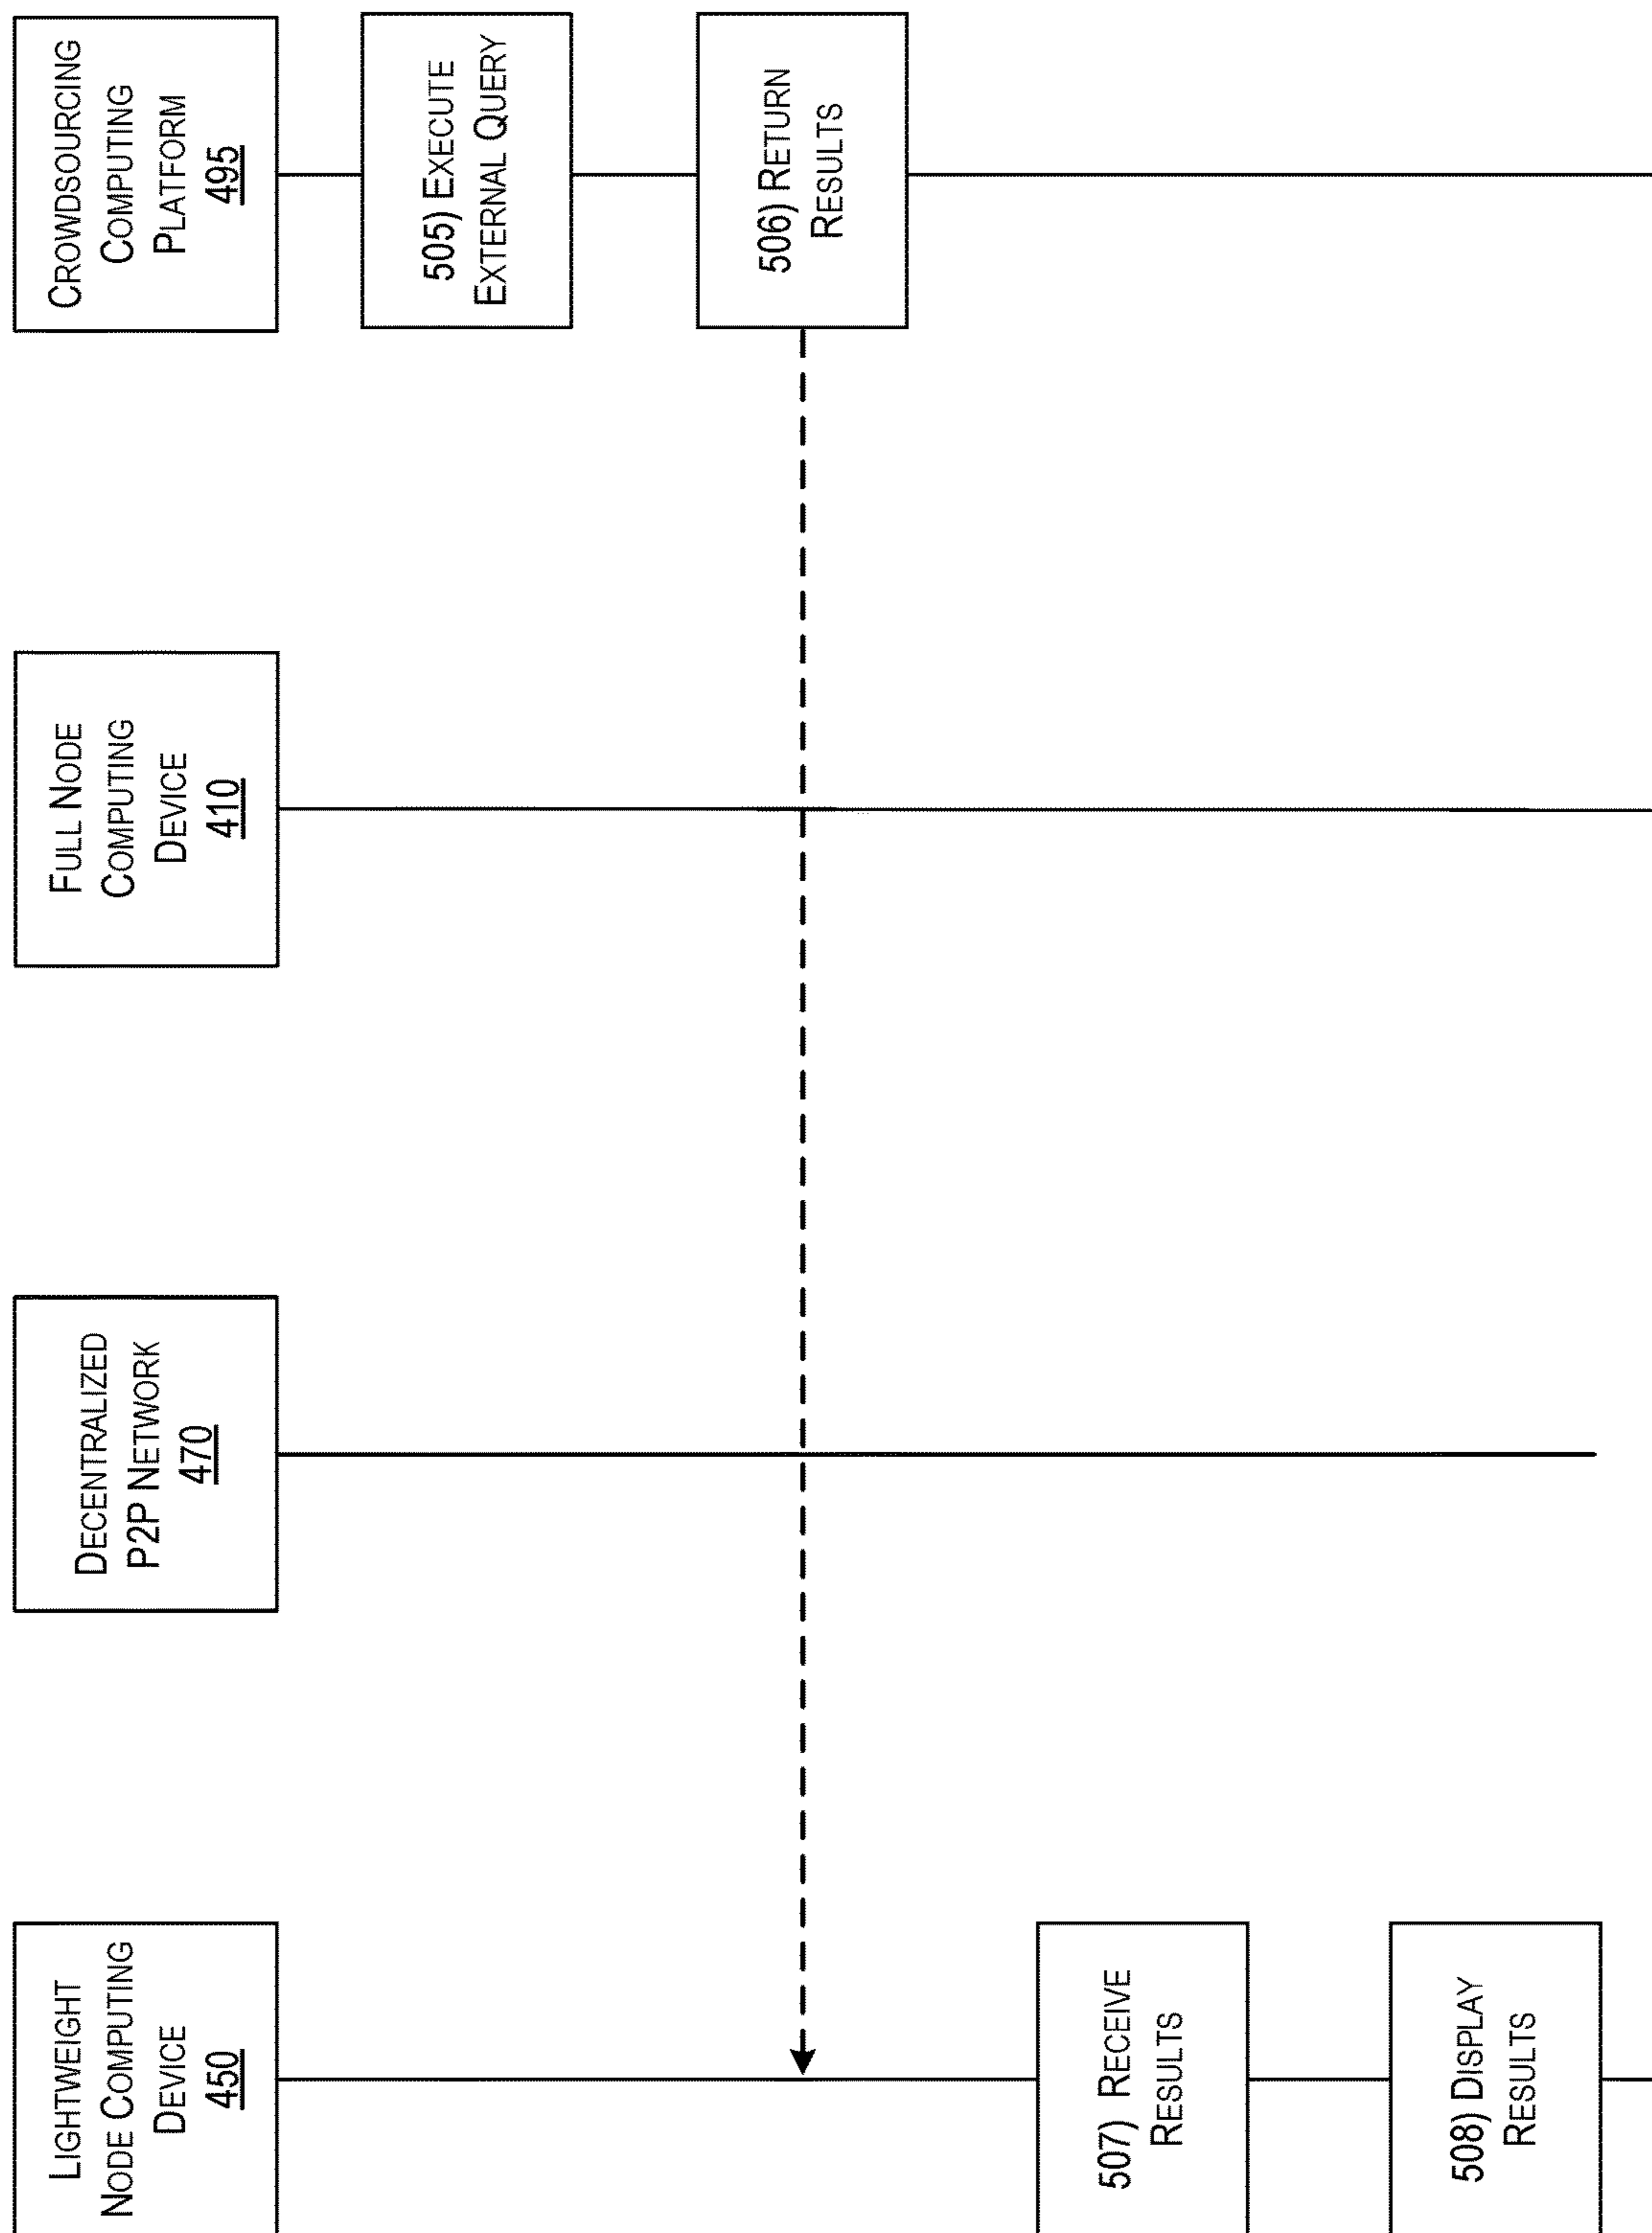 LIGHTWEIGHT
NODE COMPUTING
DEVICE
450
DECENTRALIZED
P2P NETWORK
470
FULL NODE
COMPUTING
DEVICE
410
CROWDSOURCING
COMPUTING
PLATFORM
495
505) EXECUTE
EXTERNAL QUERY
506) RETURN
RESULTS
507) RECEIVE
RESULTS
508) DISPLAY
RESULTS